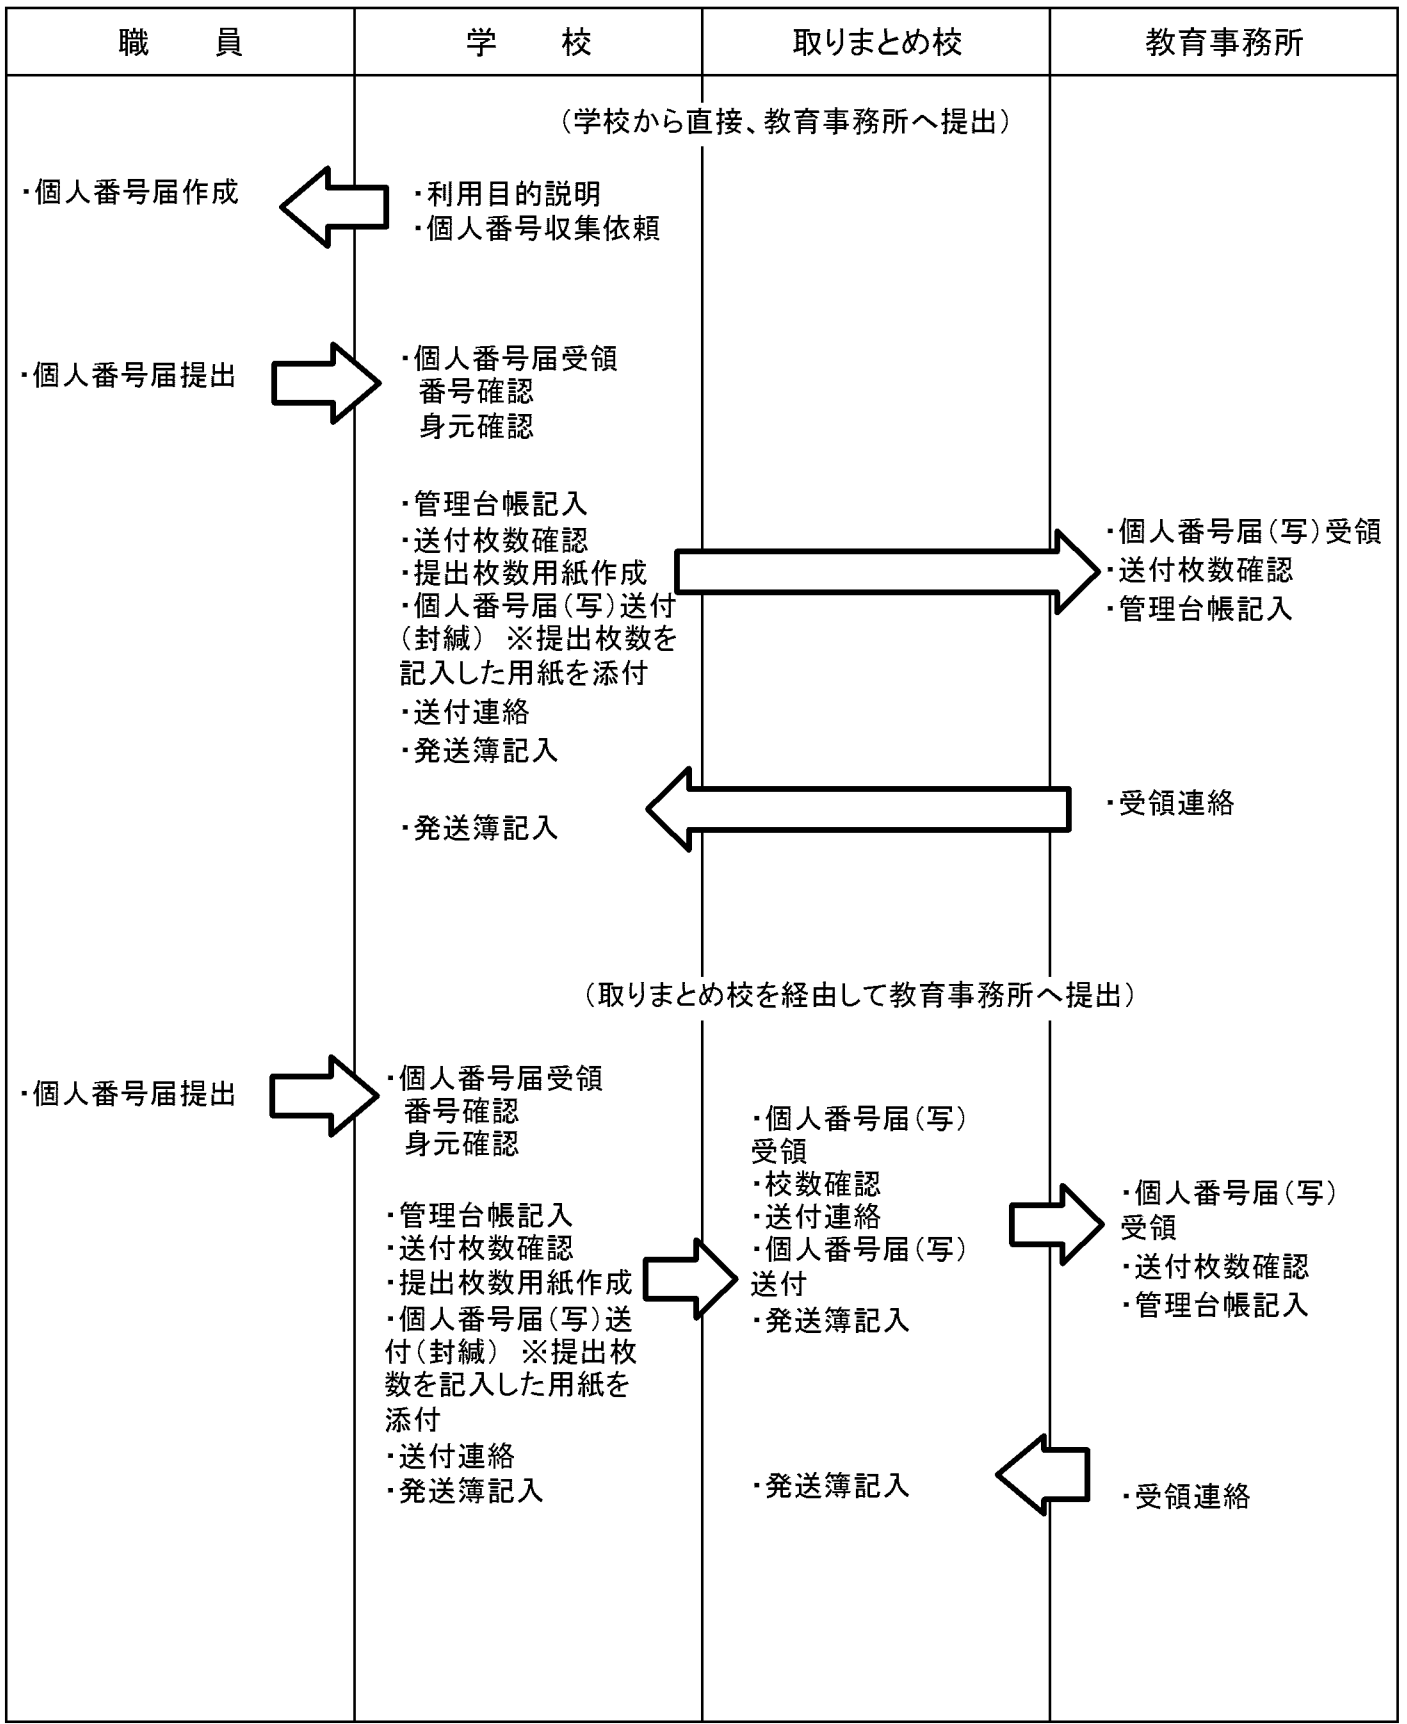 職　員
学　校
取りまとめ校
教育事務所
（学校から直接、教育事務所へ提出）
・個人番号届作成
・利用目的説明
・個人番号収集依頼
・個人番号届提出
・個人番号届受領
番号確認
身元確認
・管理台帳記入
・送付枚数確認
・提出枚数用紙作成
・個人番号届（写）送付
（封緘）　※提出枚数を
記入した用紙を添付
・送付連絡
・発送簿記入
・個人番号届（写）受領
・送付枚数確認
・管理台帳記入
・受領連絡
・発送簿記入
（取りまとめ校を経由して教育事務所へ提出）
・個人番号届提出
・個人番号届受領
番号確認
身元確認
・管理台帳記入
・送付枚数確認
・提出枚数用紙作成
・個人番号届（写）送
付（封緘）　※提出枚
数を記入した用紙を
添付
・送付連絡
・発送簿記入
・個人番号届（写）
受領
・校数確認
・送付連絡
・個人番号届（写）
送付
・発送簿記入
・個人番号届（写）
受領
・送付枚数確認
・管理台帳記入
・受領連絡
・発送簿記入